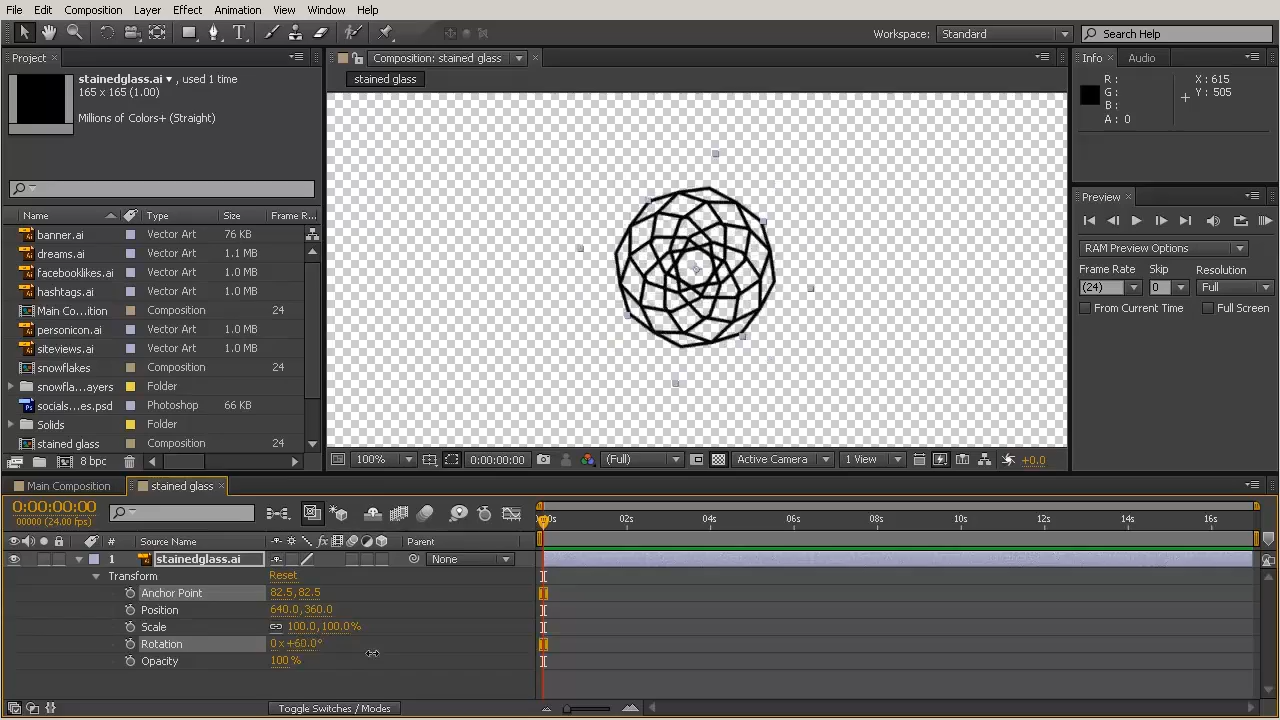 File Edit Composition Layer Effect Animation View Window Help
Workspace: Standard Search Help
Project
stainedglass.ai ▾ , used 1 time
165 x 165 (1.00)
Millions of Colors+ (Straight)
Name Type Size Frame R...
banner.ai Vector Art 76 KB
dreams.ai Vector Art 1.1 MB
facebooklikes.ai Vector Art 1.0 MB
hashtags.ai Vector Art 1.0 MB
Main Co...ition Composition 24
personicon.ai Vector Art 1.0 MB
siteviews.ai Vector Art 1.0 MB
snowflakes Composition 24
snowfla...ayers Folder
socials...es.psd Photoshop 66 KB
Solids Folder
stained glass Composition 24
8 bpc
Composition: stained glass
stained glass
100% 0:00:00:00 (Full) Active Camera 1 View +0.0
Info Audio
R: X: 615
G: Y: 505
B:
A: 0
Preview
RAM Preview Options
Frame Rate Skip Resolution
(24) 0 Full
From Current Time Full Screen
Main Composition stained glass
0:00:00:00
00000 (24.00 fps)
:00s 02s 04s 06s 08s 10s 12s 14s 16s
# Source Name Parent
1 stainedglass.ai None
Transform Reset
Anchor Point 82.5,82.5
Position 640.0,360.0
Scale 100.0,100.0%
Rotation 0x+60.0°
Opacity 100%
Toggle Switches / Modes